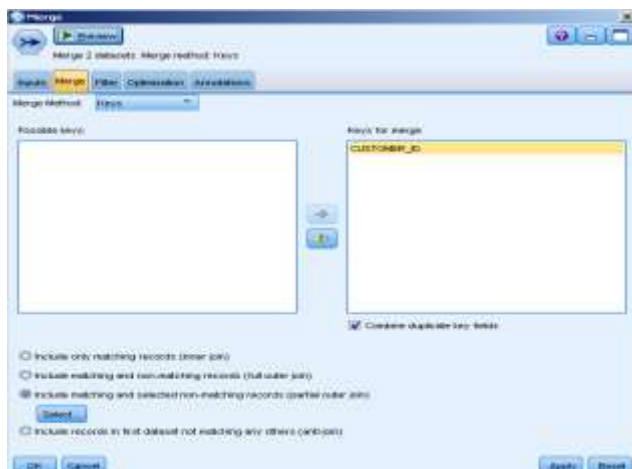 Merge
Preview
Merge 2 datasets. Merge method: Keys
Inputs Merge Filter Optimization Annotations
Merge Method: Keys
Possible keys:
Keys for merge:
CUSTOMER_ID
Combine duplicate key fields
Include only matching records (inner join)
Include matching and non-matching records (full outer join)
Include matching and selected non-matching records (partial outer join)
Select...
Include records in first dataset not matching any others (anti-join)
OK Cancel Apply Reset